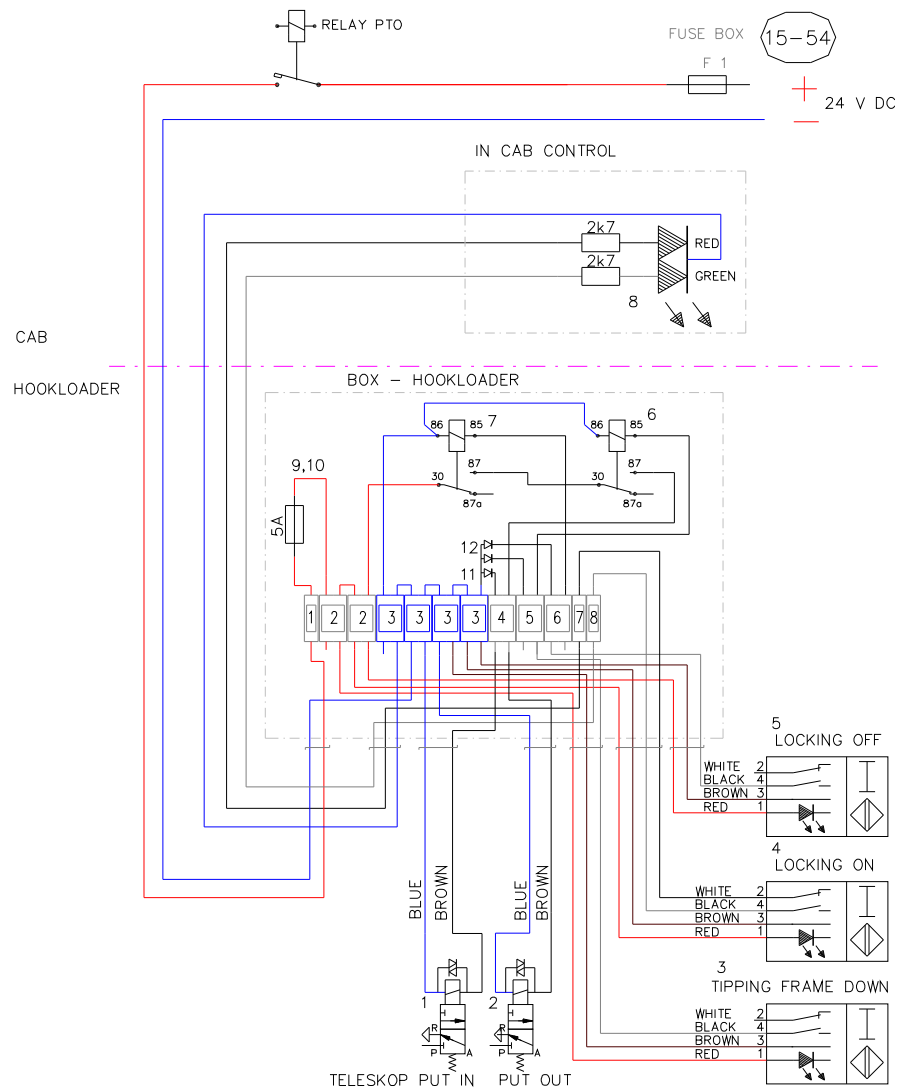 RELAY PTO
FUSE BOX
15-54
F 1
+
24 V DC
−
IN CAB CONTROL
2k7
RED
2k7
GREEN
8
CAB
HOOKLOADER
BOX - HOOKLOADER
86
85
7
86
85
6
30
87
87a
30
87
87a
9,10
5A
12
11
1
2
2
3
3
3
3
4
5
6
7
8
5
LOCKING OFF
WHITE 2
BLACK 4
BROWN 3
RED 1
4
LOCKING ON
WHITE 2
BLACK 4
BROWN 3
RED 1
3
TIPPING FRAME DOWN
WHITE 2
BLACK 4
BROWN 3
RED 1
BLUE
BROWN
BLUE
BROWN
1
R
P
A
2
R
P
A
TELESKOP PUT IN
PUT OUT